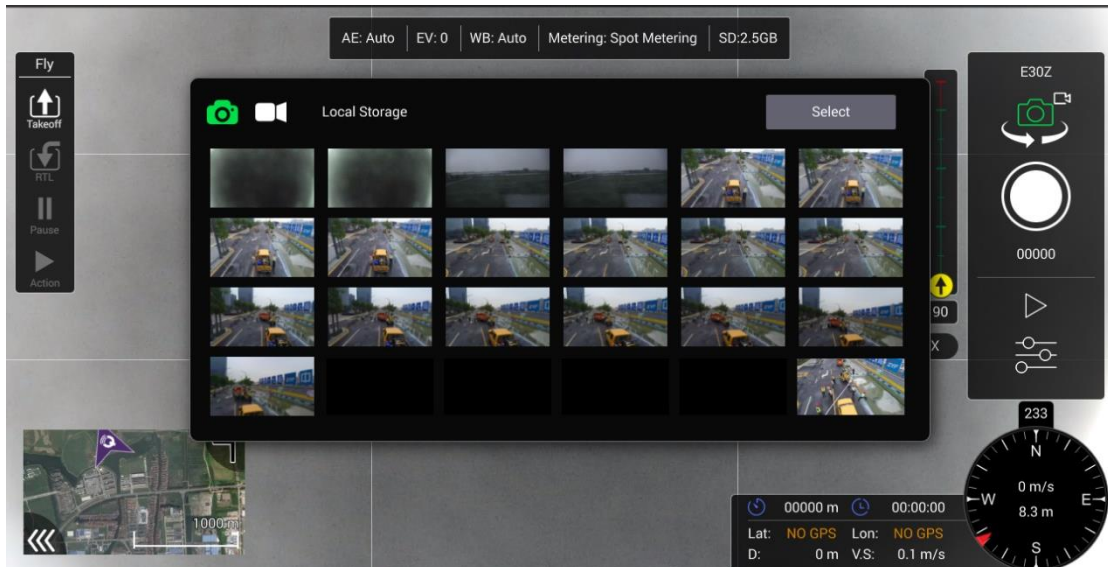 AE: Auto EV: 0 WB: Auto Metering: Spot Metering SD:2.5GB
Fly
Takeoff
RTL
Pause
Action
Local Storage
Select
E30Z
00000
90
X
233
N
W
E
S
0 m/s
8.3 m
1000 m
00000 m 00:00:00
Lat: NO GPS Lon: NO GPS
D: 0 m V.S: 0.1 m/s